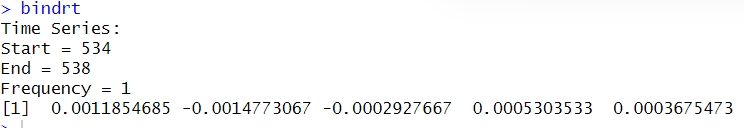 > bindrt
Time Series:
Start = 534
End = 538
Frequency = 1
[1]  0.0011854685 -0.0014773067 -0.0002927667  0.0005303533  0.0003675473
>